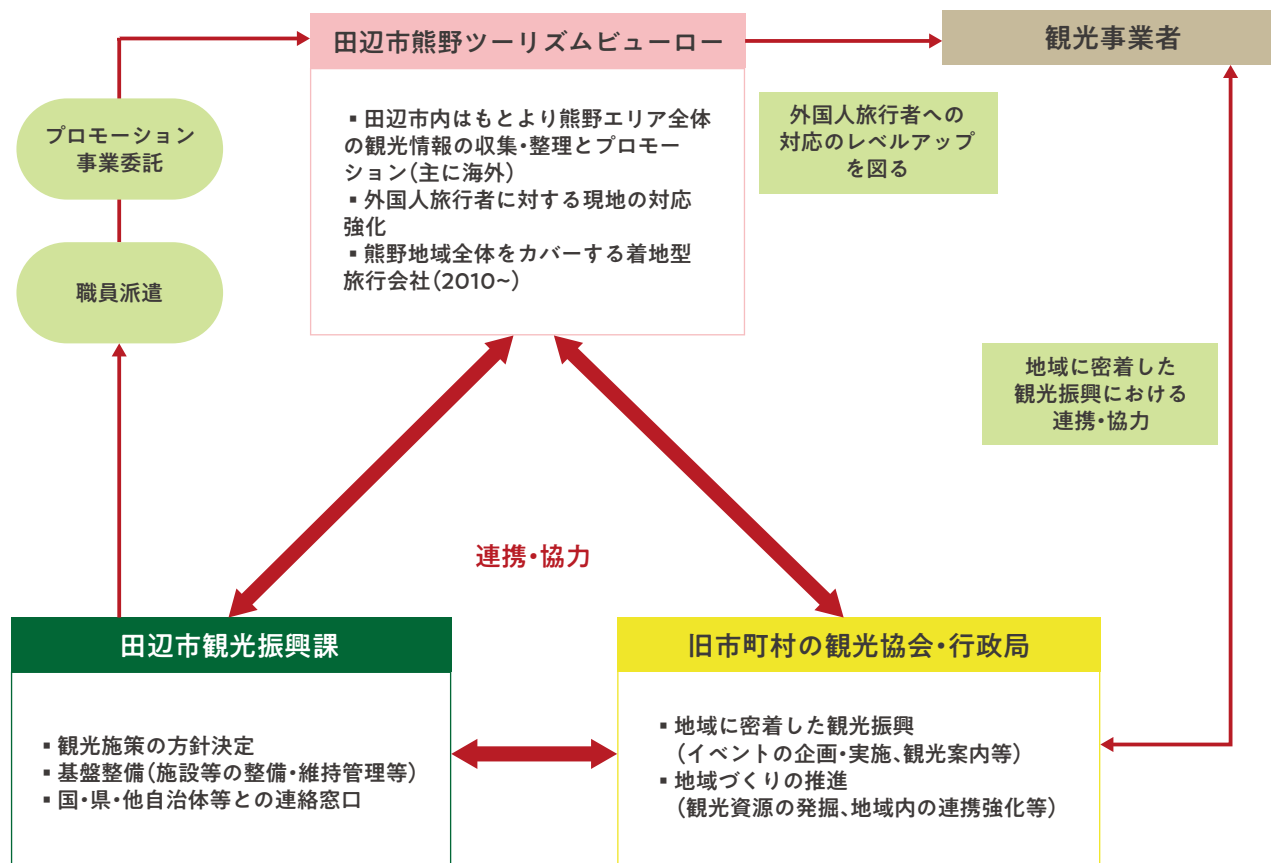 田辺市熊野ツーリズムビューロー
観光事業者
プロモーション
事業委託
職員派遣
▪田辺市内はもとより熊野エリア全体
の観光情報の収集・整理とプロモー
ション(主に海外)
▪外国人旅行者に対する現地の対応
強化
▪熊野地域全体をカバーする着地型
旅行会社(2010~)
外国人旅行者への
対応のレベルアップ
を図る
地域に密着した
観光振興における
連携・協力
連携・協力
田辺市観光振興課
▪観光施策の方針決定
▪基盤整備(施設等の整備・維持管理等)
▪国・県・他自治体等との連絡窓口
旧市町村の観光協会・行政局
▪地域に密着した観光振興
(イベントの企画・実施、観光案内等)
▪地域づくりの推進
(観光資源の発掘、地域内の連携強化等)